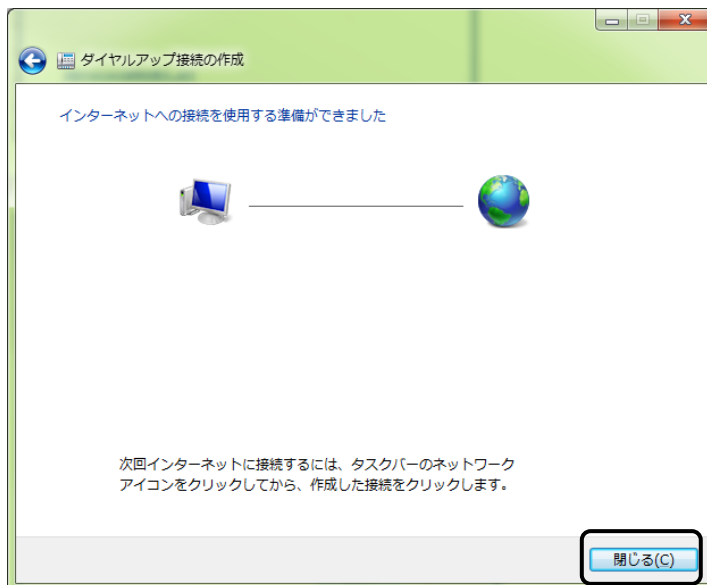 ダイヤルアップ接続の作成
インターネットへの接続を使用する準備ができました
次回インターネットに接続するには、タスクバーのネットワーク
アイコンをクリックしてから、作成した接続をクリックします。
閉じる(C)